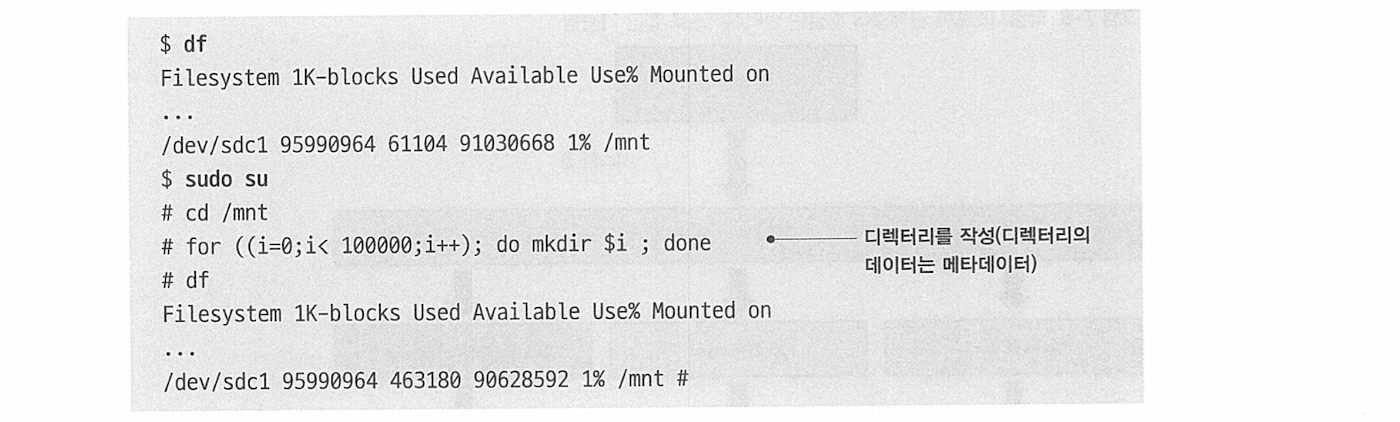 $ df
Filesystem 1K-blocks Used Available Use% Mounted on
...
/dev/sdc1 95990964 61104 91030668 1% /mnt
$ sudo su
# cd /mnt
# for ((i=0;i< 100000;i++); do mkdir $i ; done
디렉터리를 작성(디렉터리의
데이터는 메타데이터)
# df
Filesystem 1K-blocks Used Available Use% Mounted on
...
/dev/sdc1 95990964 463180 90628592 1% /mnt #